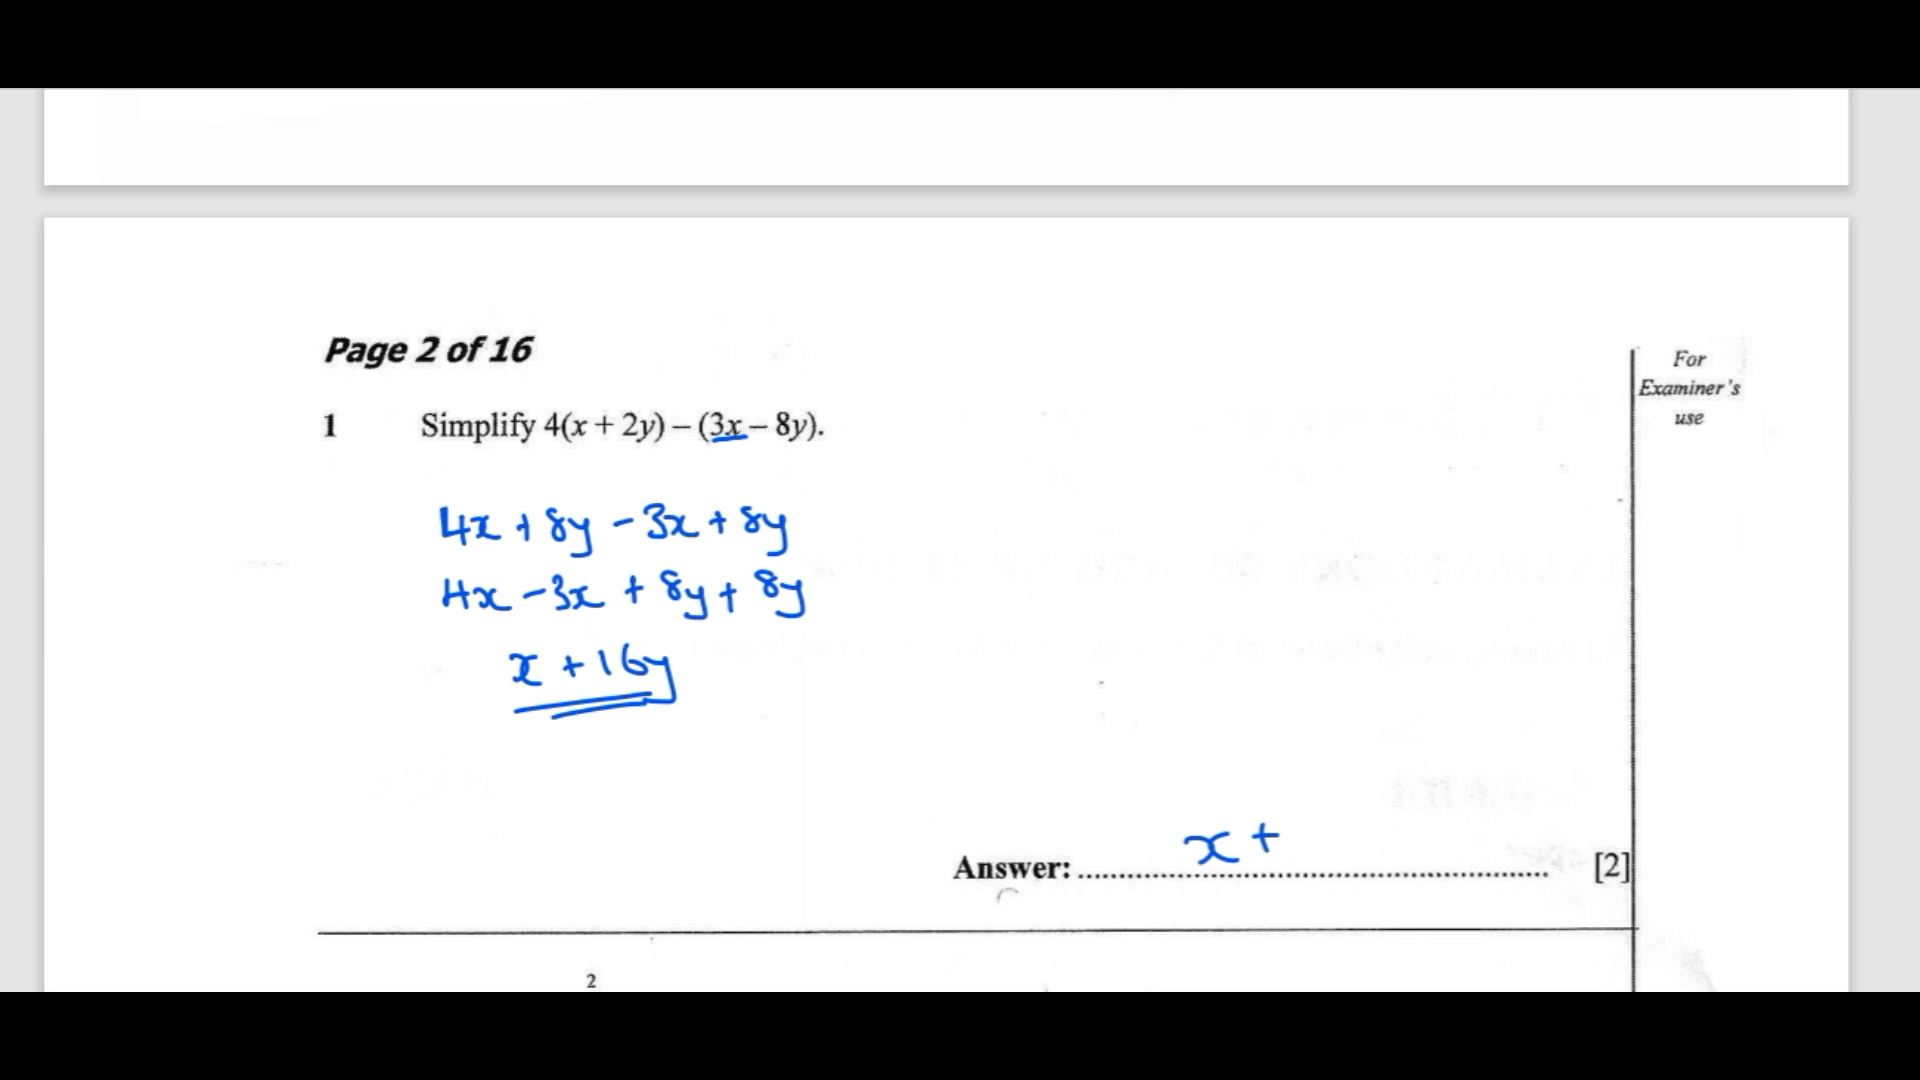 Page 2 of 16
For
Examiner's
use
1 Simplify 4(x + 2y) – (3x – 8y).
4x + 8y - 3x + 8y
4x - 3x + 8y + 8y
x + 16y
x +
Answer: ........................................................ [2]
2